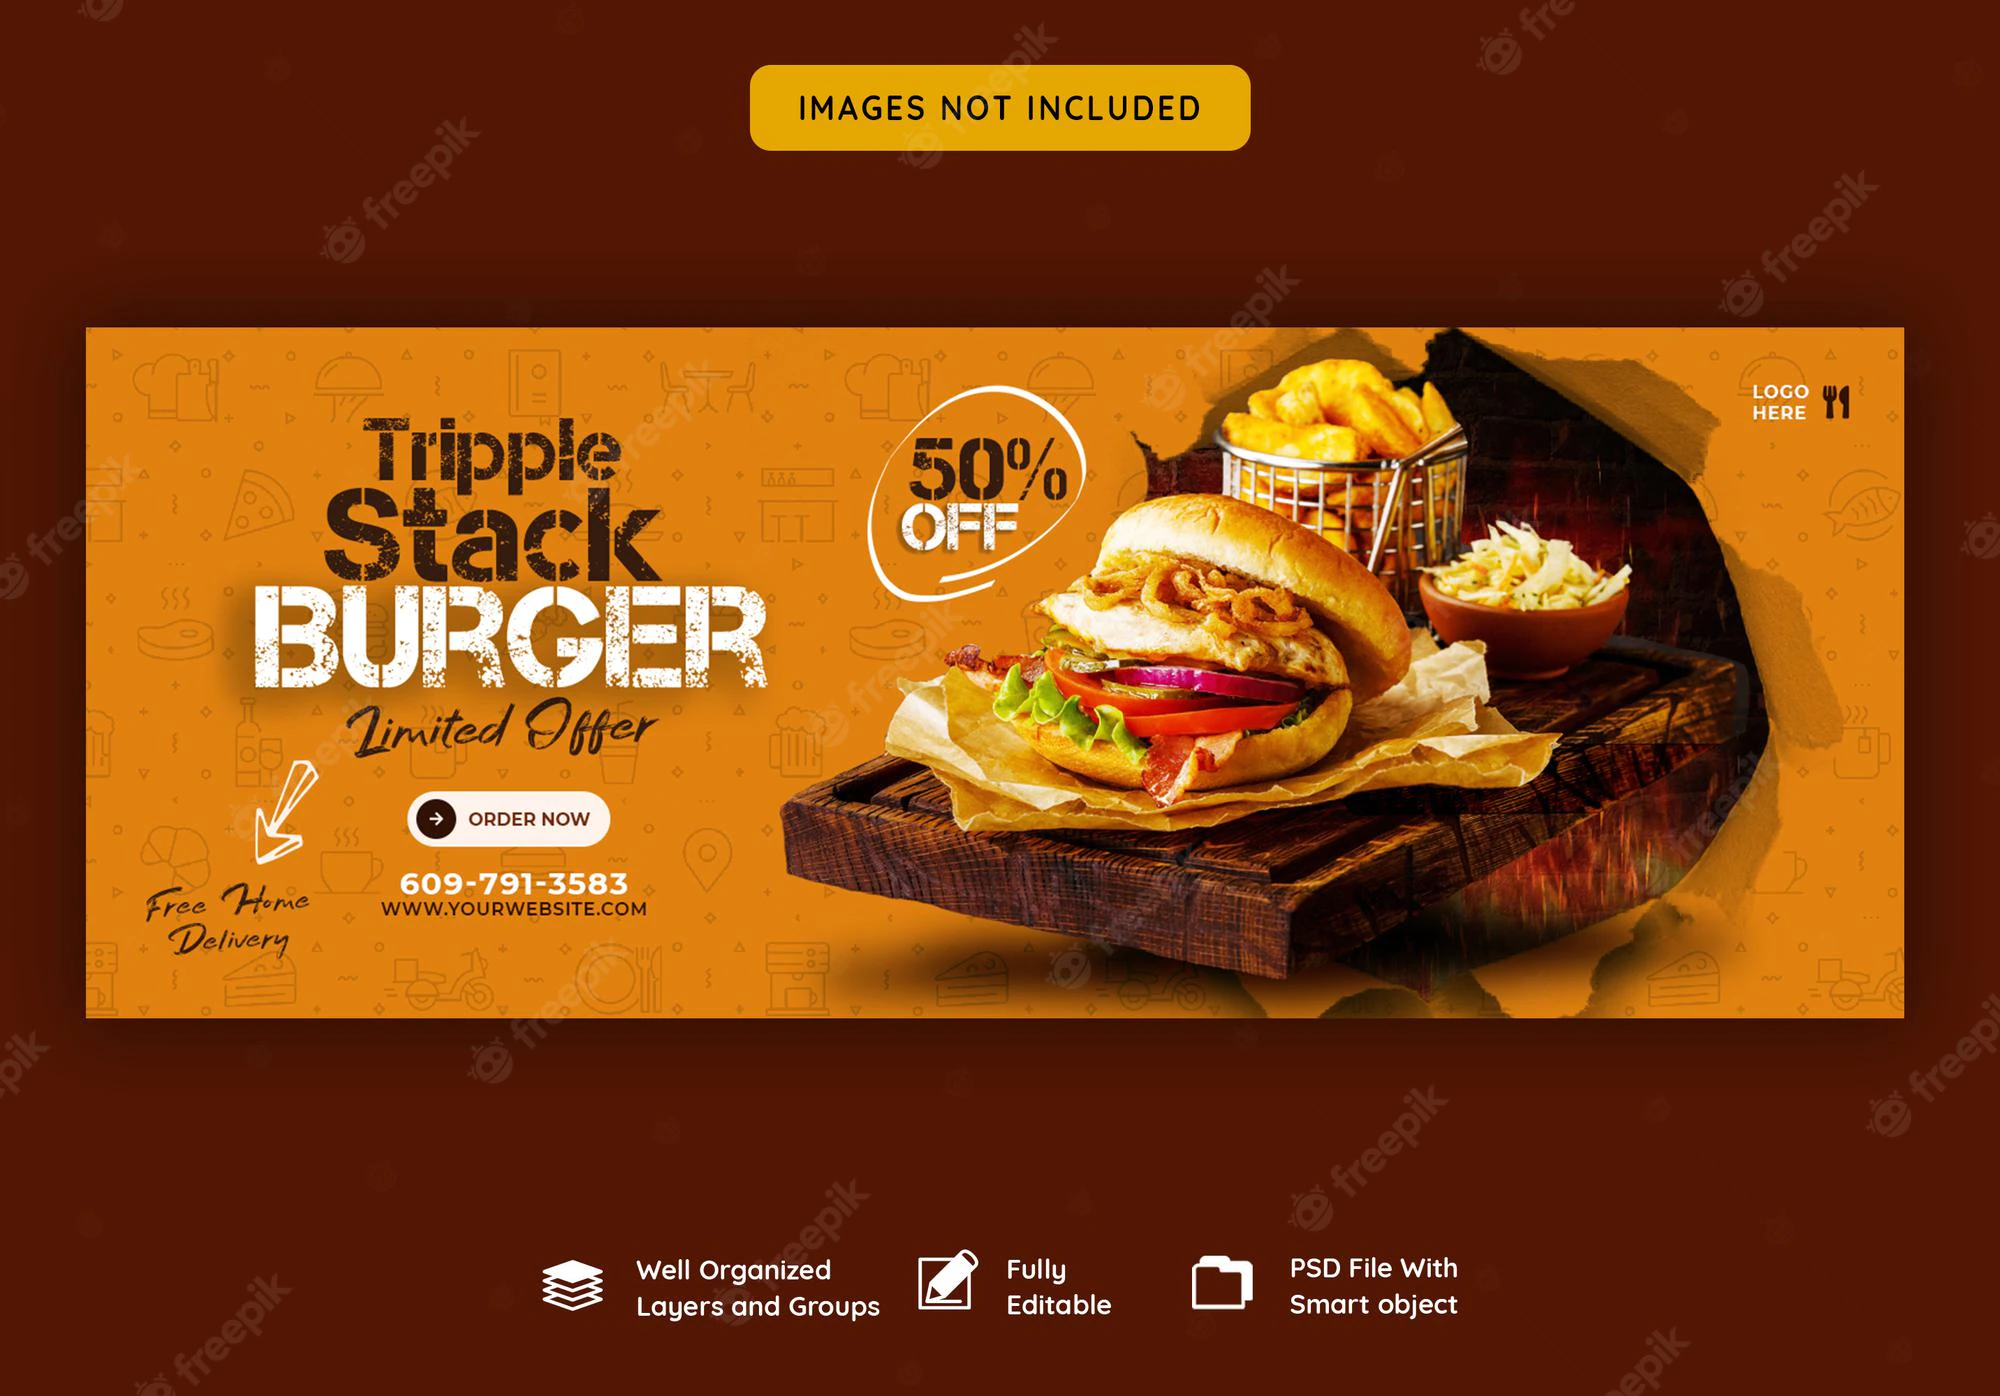 IMAGES NOT INCLUDED
Tripple
Stack
BURGER
Limited Offer
ORDER NOW
609-791-3583
WWW.YOURWEBSITE.COM
Free Home
Delivery
50%
OFF
LOGO
HERE
Well Organized
Layers and Groups
Fully
Editable
PSD File With
Smart object
freepik